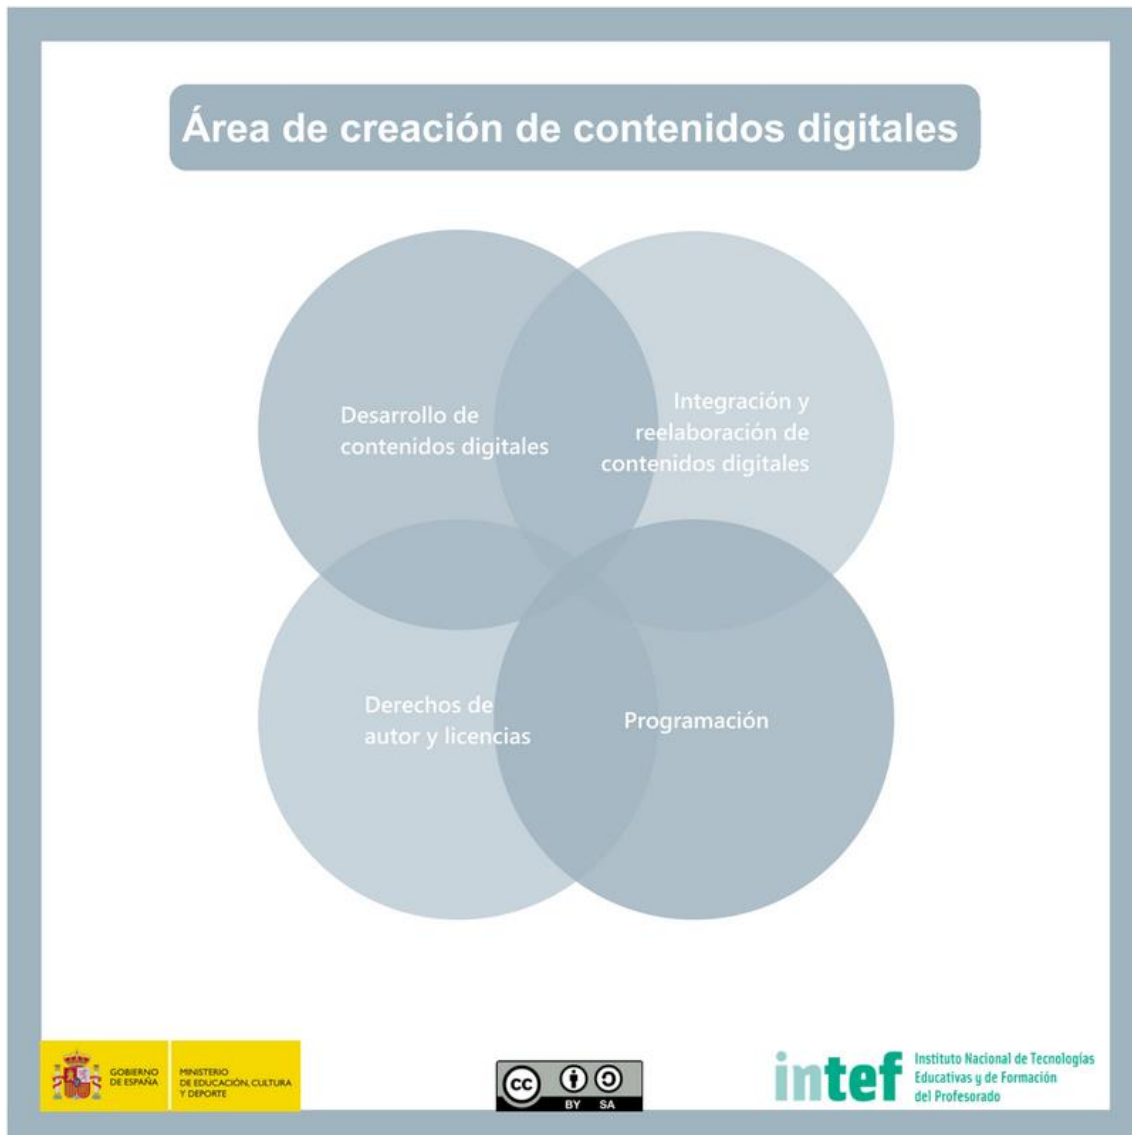 Área de creación de contenidos digitales
Desarrollo de
contenidos digitales
Integración y
reelaboración de
contenidos digitales
Derechos de
autor y licencias
Programación
GOBIERNO
DE ESPAÑA
MINISTERIO
DE EDUCACIÓN, CULTURA
Y DEPORTE
cc
BY SA
intef
Instituto Nacional de Tecnologías
Educativas y de Formación
del Profesorado